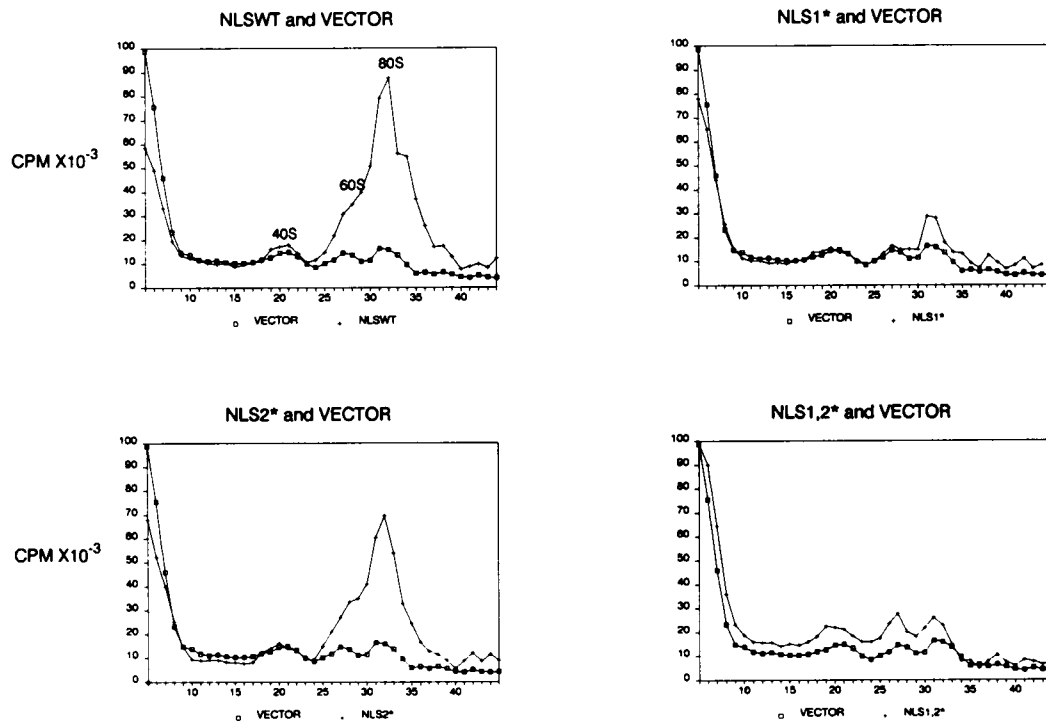 NLSWT and VECTOR
CPM X10-3
100
90
80
70
60
50
40
30
20
10
0
40S
60S
80S
10 15 20 25 30 35 40
VECTOR NLSWT
NLS1* and VECTOR
100
90
80
70
60
50
40
30
20
10
0
10 15 20 25 30 35 40
VECTOR NLS1*
NLS2* and VECTOR
CPM X10-3
100
90
80
70
60
50
40
30
20
10
0
10 15 20 25 30 35 40
VECTOR NLS2*
NLS1,2* and VECTOR
100
90
80
70
60
50
40
30
20
10
0
10 15 20 25 30 35 40
VECTOR NLS1,2*